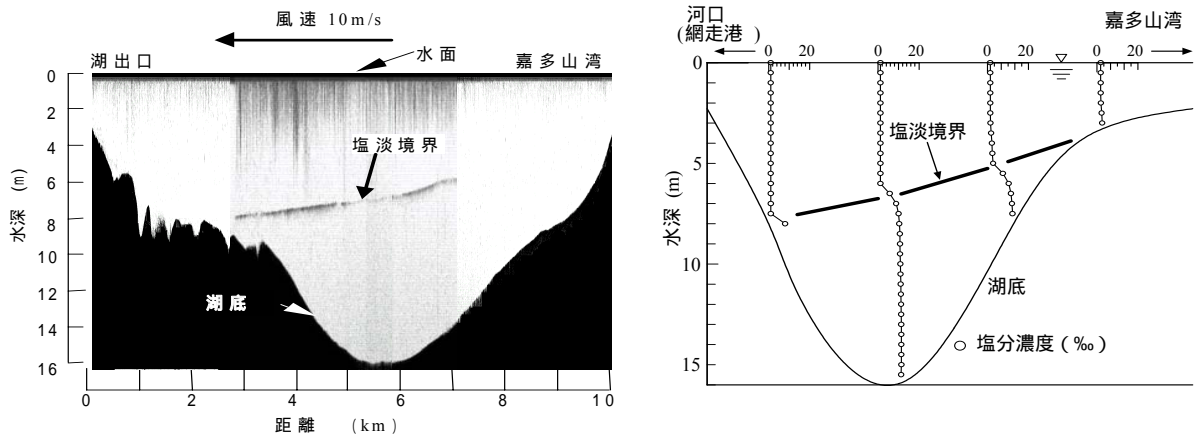 風速 10m/s
水面
湖出口
嘉多山湾
0
2
4
6
8
10
12
14
16
水深 (m)
塩淡境界
湖底
0 2 4 6 8 10
距離 (km)
河口
(網走港)
嘉多山湾
0 20 0 20 0 20 0 20
0
5
10
15
水深 (m)
塩淡境界
湖底
塩分濃度(‰)